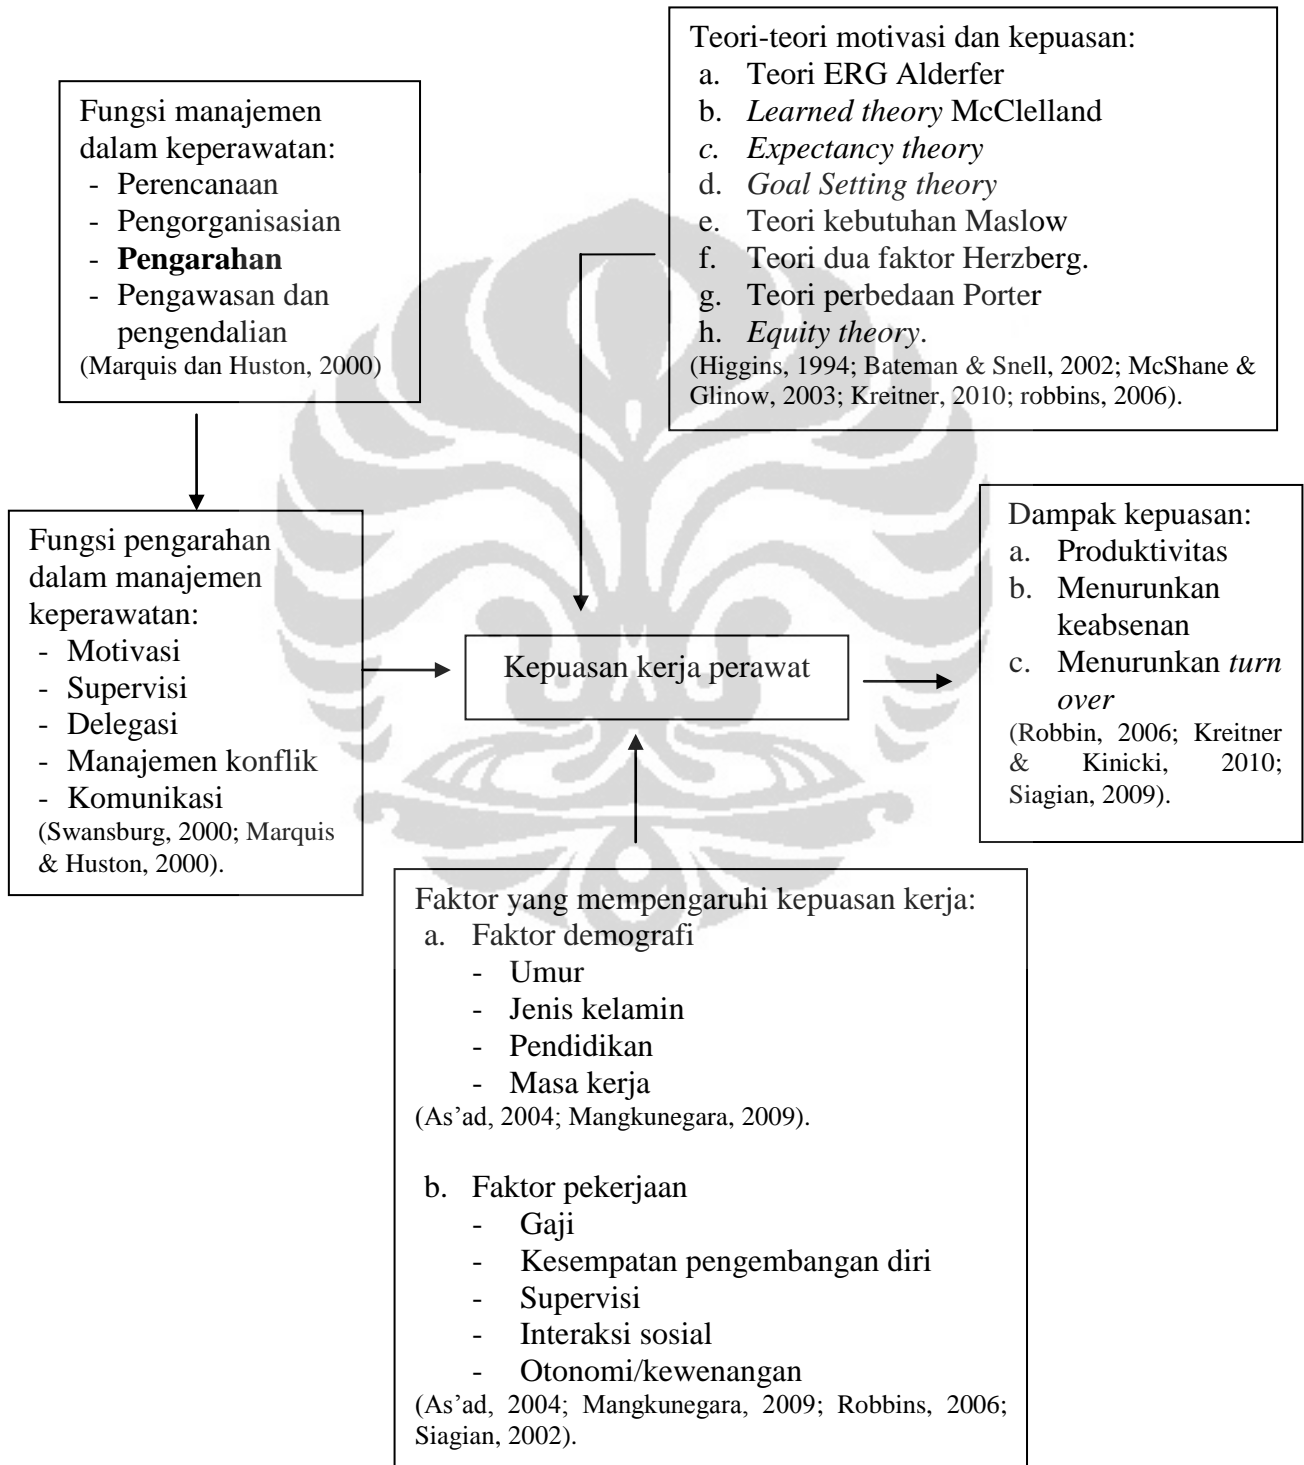 Fungsi manajemen
dalam keperawatan:
- Perencanaan
- Pengorganisasian
- Pengarahan
- Pengawasan dan
pengendalian
(Marquis dan Huston, 2000)
Teori-teori motivasi dan kepuasan:
a. Teori ERG Alderfer
b. Learned theory McClelland
c. Expectancy theory
d. Goal Setting theory
e. Teori kebutuhan Maslow
f. Teori dua faktor Herzberg.
g. Teori perbedaan Porter
h. Equity theory.
(Higgins, 1994; Bateman & Snell, 2002; McShane &
Glinow, 2003; Kreitner, 2010; robbins, 2006).
Fungsi pengarahan
dalam manajemen
keperawatan:
- Motivasi
- Supervisi
- Delegasi
- Manajemen konflik
- Komunikasi
(Swansburg, 2000; Marquis
& Huston, 2000).
Kepuasan kerja perawat
Dampak kepuasan:
a. Produktivitas
b. Menurunkan
keabsenan
c. Menurunkan turn
over
(Robbin, 2006; Kreitner
& Kinicki, 2010;
Siagian, 2009).
Faktor yang mempengaruhi kepuasan kerja:
a. Faktor demografi
- Umur
- Jenis kelamin
- Pendidikan
- Masa kerja
(As’ad, 2004; Mangkunegara, 2009).
b. Faktor pekerjaan
- Gaji
- Kesempatan pengembangan diri
- Supervisi
- Interaksi sosial
- Otonomi/kewenangan
(As’ad, 2004; Mangkunegara, 2009; Robbins, 2006;
Siagian, 2002).